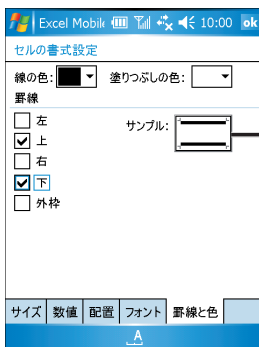 Excel Mobile 10:00 ok
セルの書式設定
線の色: 塗りつぶしの色:
罫線
左
上 サンプル:
右
下
外枠
サイズ 数値 配置 フォント 罫線と色
A